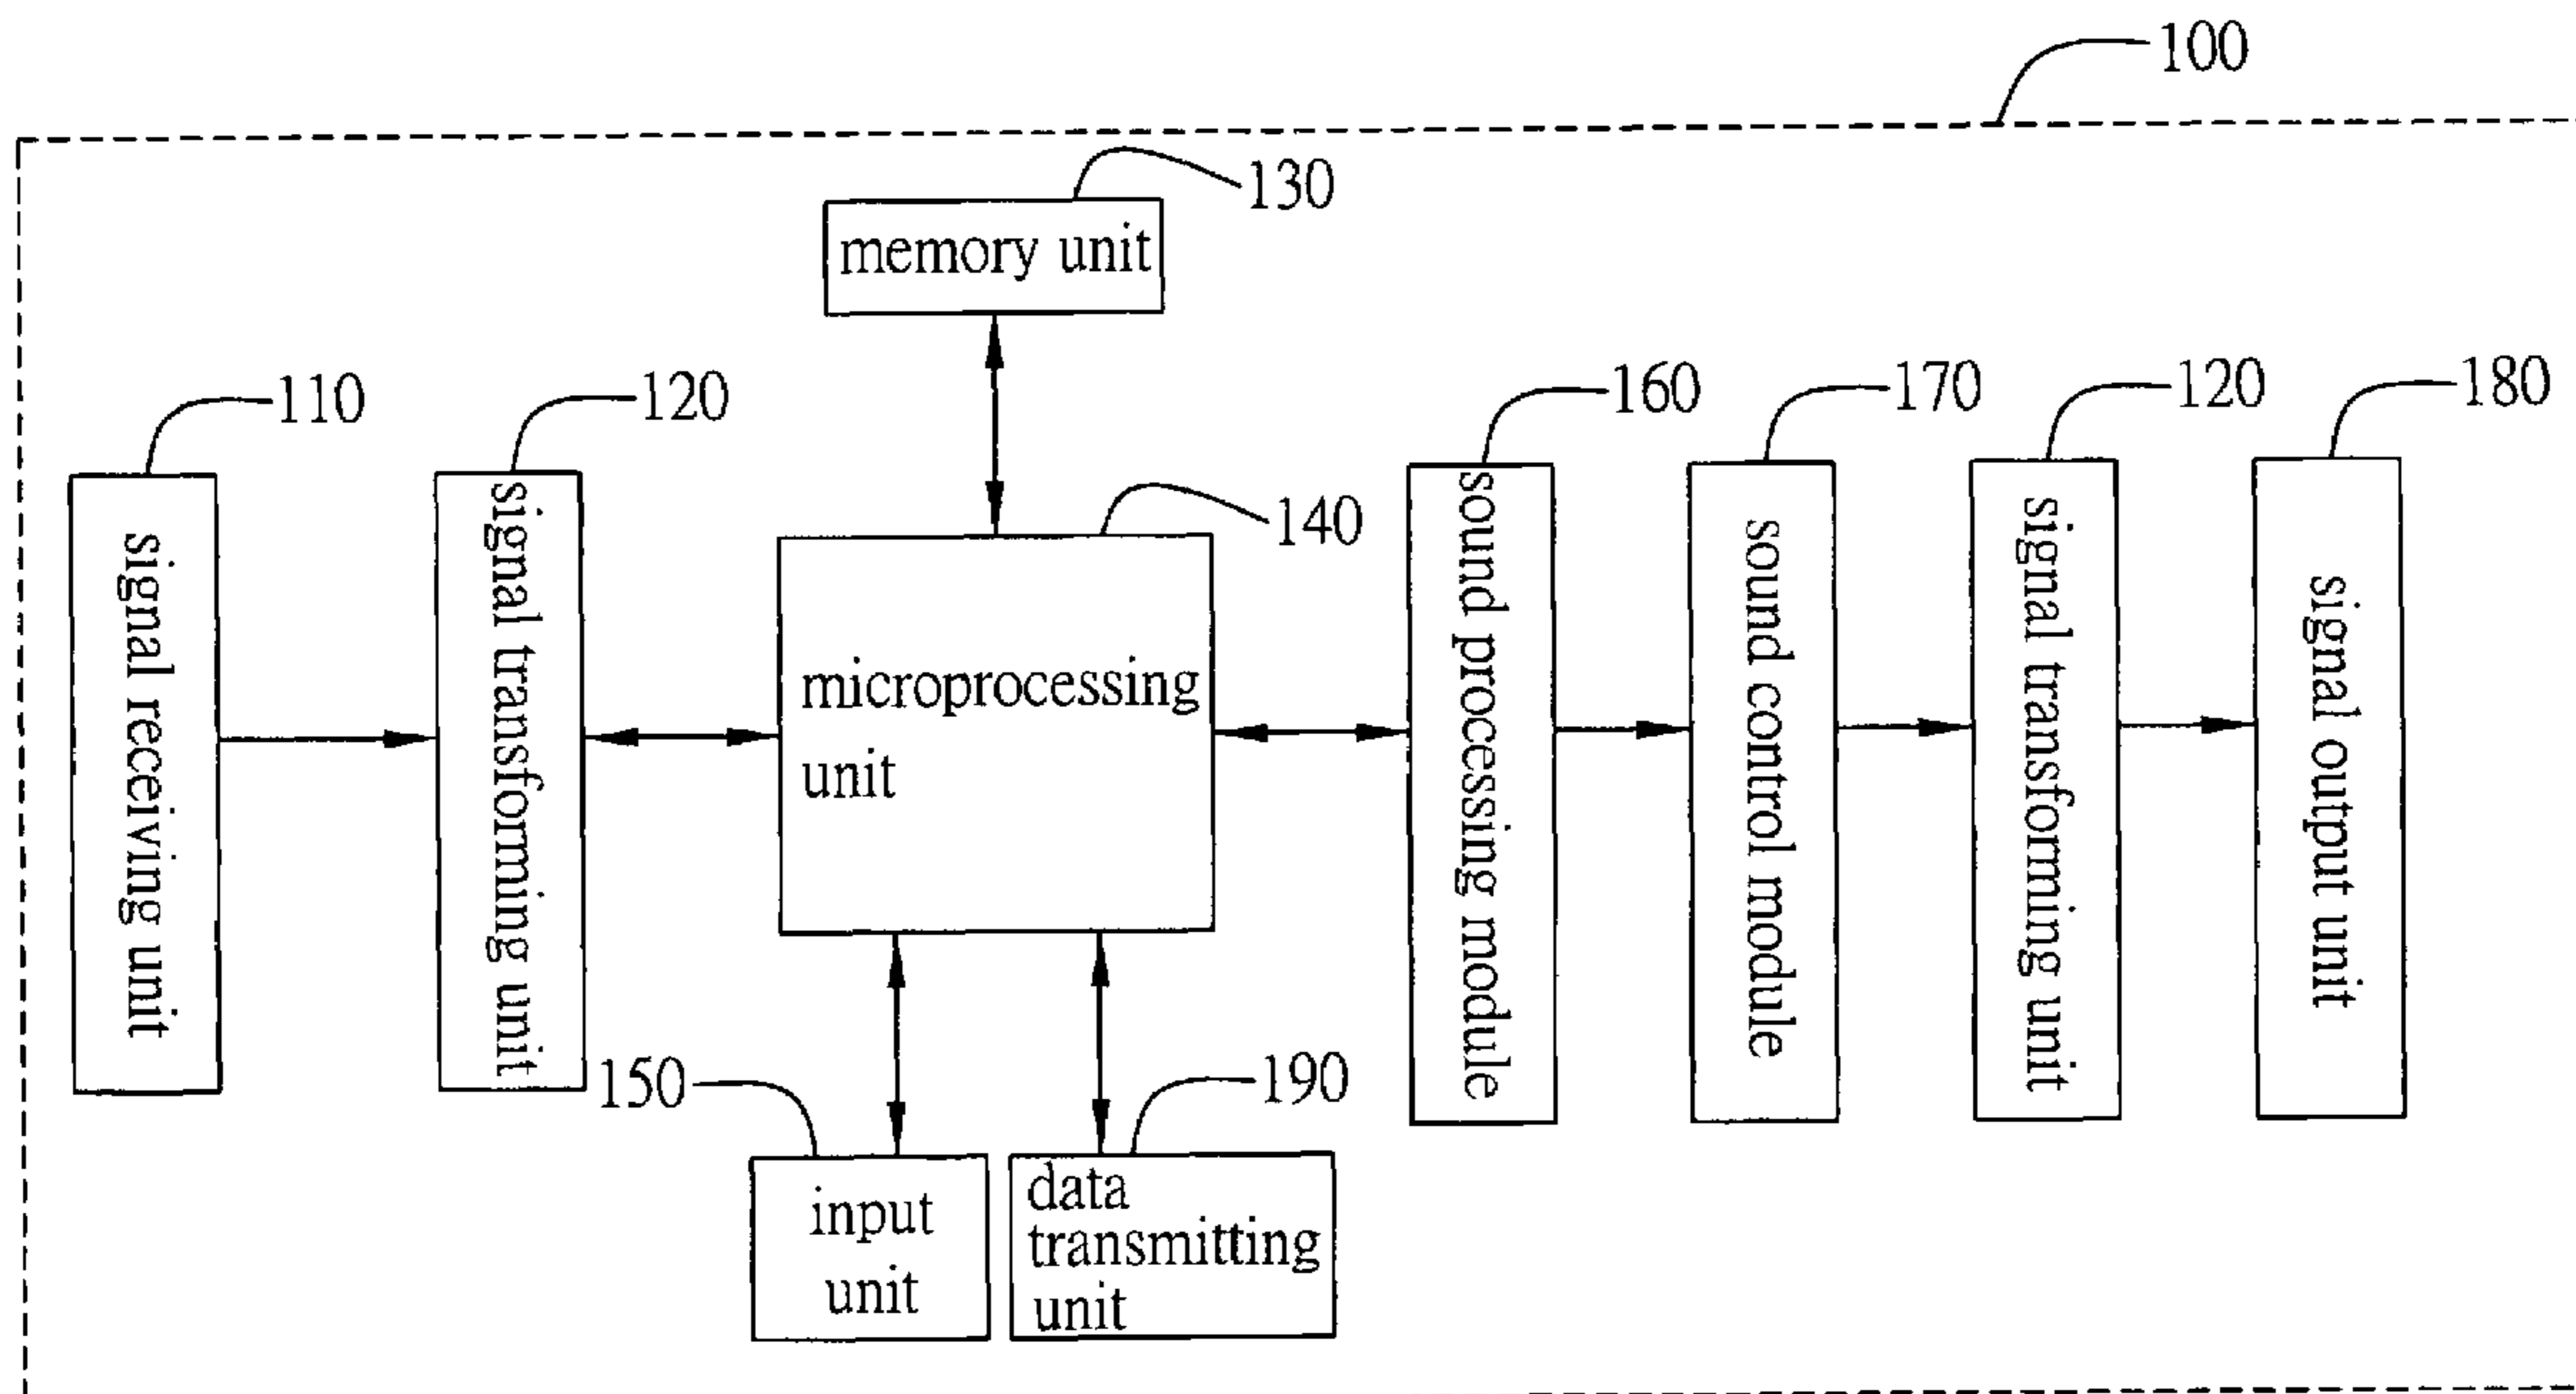 100
130
memory unit
110
120
160
170
120
180
140
signal receiving unit
signal transforming unit
microprocessing
unit
sound processing module
sound control module
signal transforming unit
signal output unit
150
190
input
unit
data
transmitting
unit